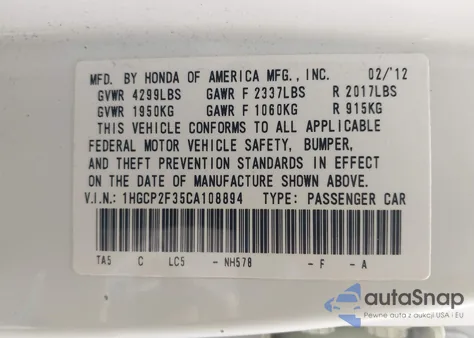 MFD. BY HONDA OF AMERICA MFG., INC. 02/'12
GVWR 4299LBS GAWR F 2337LBS R 2017LBS
GVWR 1950KG GAWR F 1060KG R 915KG
THIS VEHICLE CONFORMS TO ALL APPLICABLE
FEDERAL MOTOR VEHICLE SAFETY, BUMPER,
AND THEFT PREVENTION STANDARDS IN EFFECT
ON THE DATE OF MANUFACTURE SHOWN ABOVE.
V.I.N.: 1HGCP2F35CA108894 TYPE: PASSENGER CAR
TA5 C LC5 - NH578 - F - A
autoSnap
Pewne auta z aukcji USA i EU